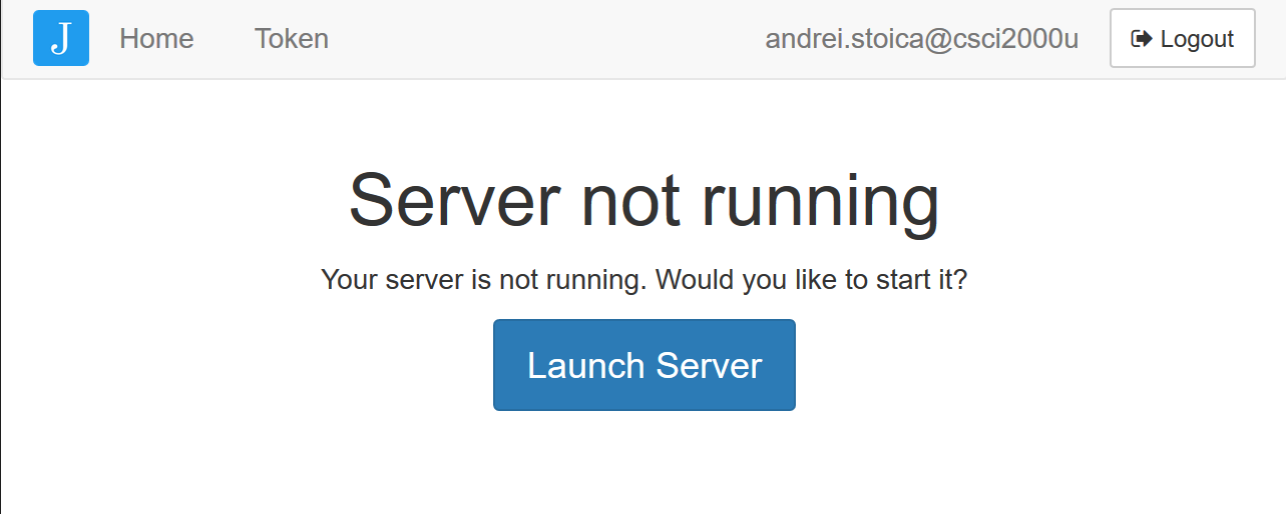 J Home Token andrei.stoica@csci2000u Logout
Server not running
Your server is not running. Would you like to start it?
Launch Server